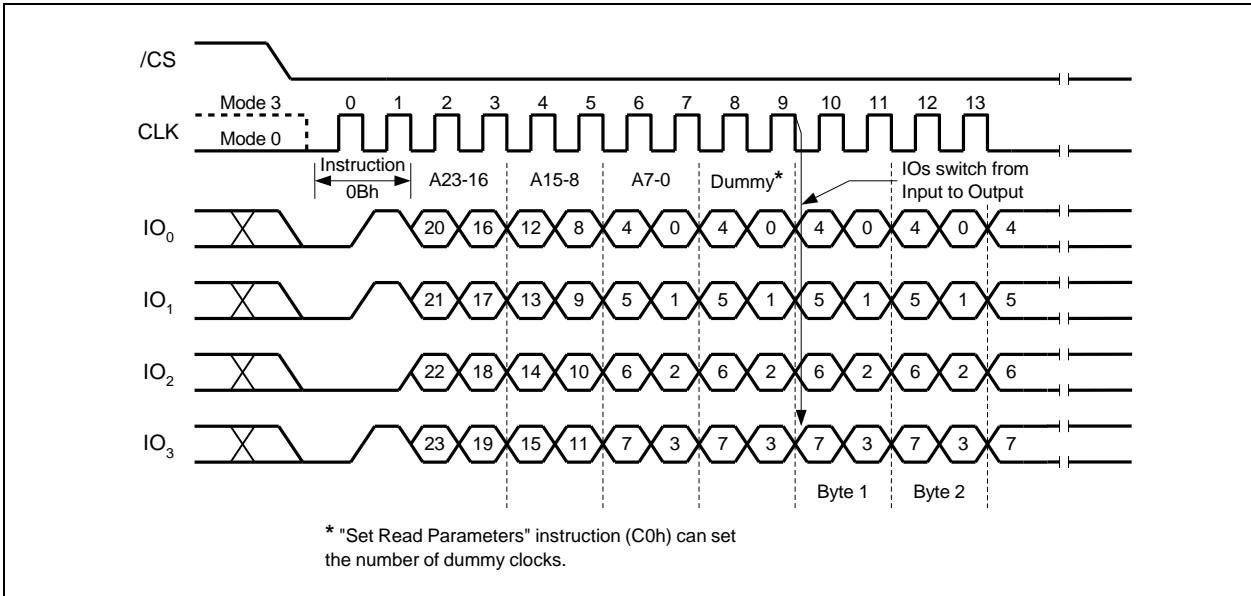 /CS
Mode 3 0 1 2 3 4 5 6 7 8 9 10 11 12 13
CLK
Mode 0
Instruction
0Bh
A23-16 A15-8 A7-0 Dummy*
IOs switch from
Input to Output
IO0 20 16 12 8 4 0 4 0 4 0 4 0 4
IO1 21 17 13 9 5 1 5 1 5 1 5 1 5
IO2 22 18 14 10 6 2 6 2 6 2 6 2 6
IO3 23 19 15 11 7 3 7 3 7 3 7 3 7
Byte 1 Byte 2
* "Set Read Parameters" instruction (C0h) can set
the number of dummy clocks.